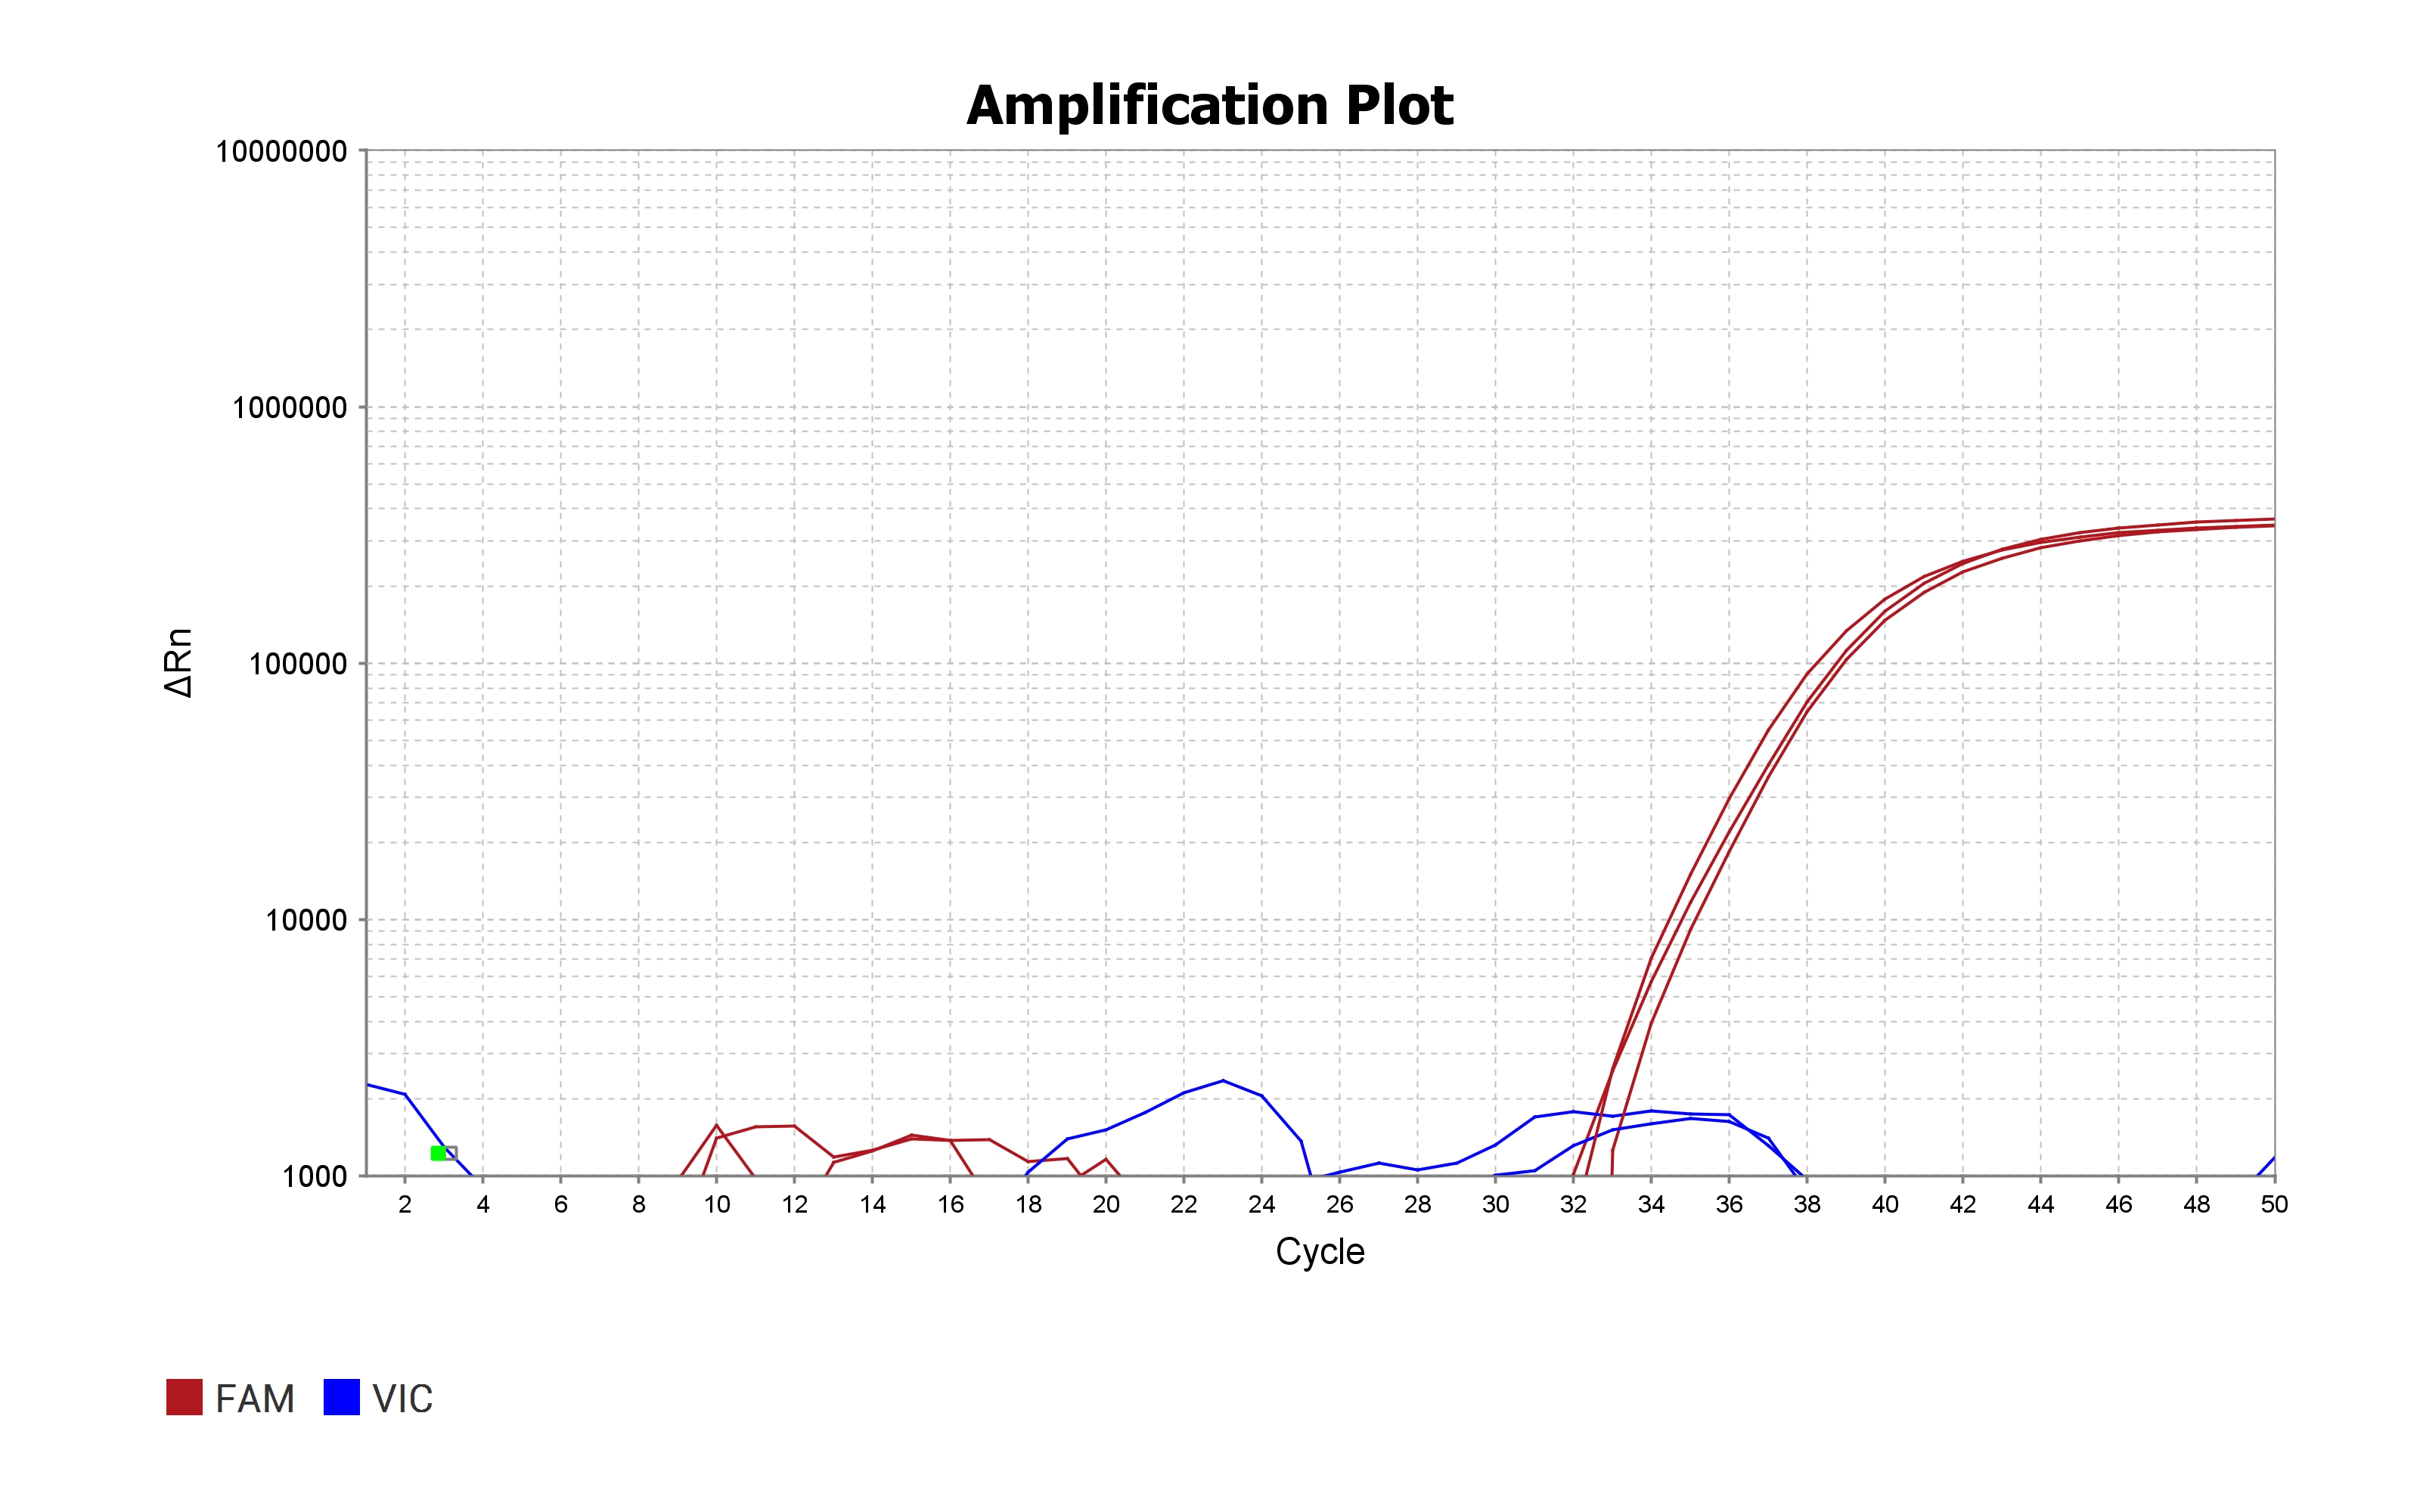 Amplification Plot
10000000
1000000
100000
10000
1000
ΔRn
2 4 6 8 10 12 14 16 18 20 22 24 26 28 30 32 34 36 38 40 42 44 46 48 50
Cycle
FAM VIC